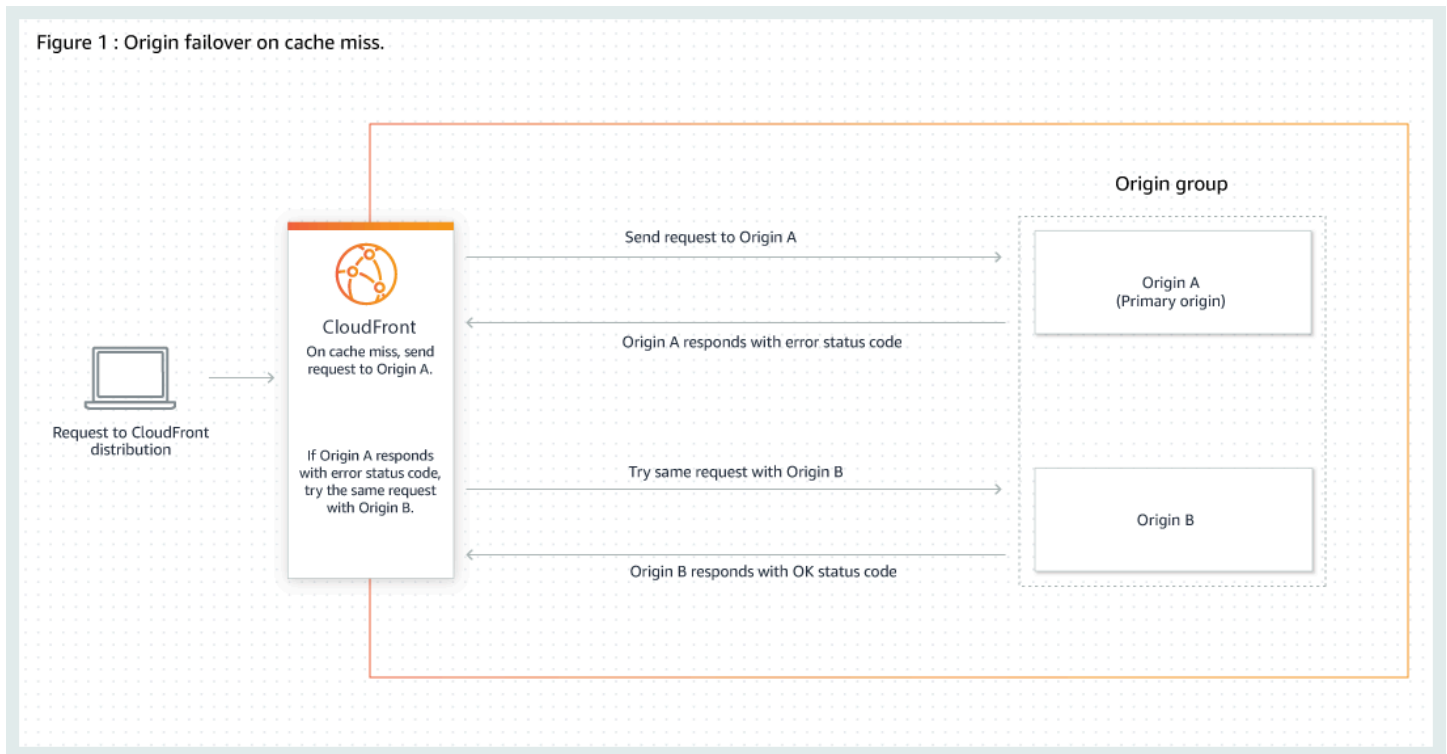 Figure 1 : Origin failover on cache miss.
Origin group
Send request to Origin A
Origin A
(Primary origin)
CloudFront
On cache miss, send
request to Origin A.
Origin A responds with error status code
Request to CloudFront
distribution
If Origin A responds
with error status code,
try the same request
with Origin B.
Try same request with Origin B
Origin B
Origin B responds with OK status code